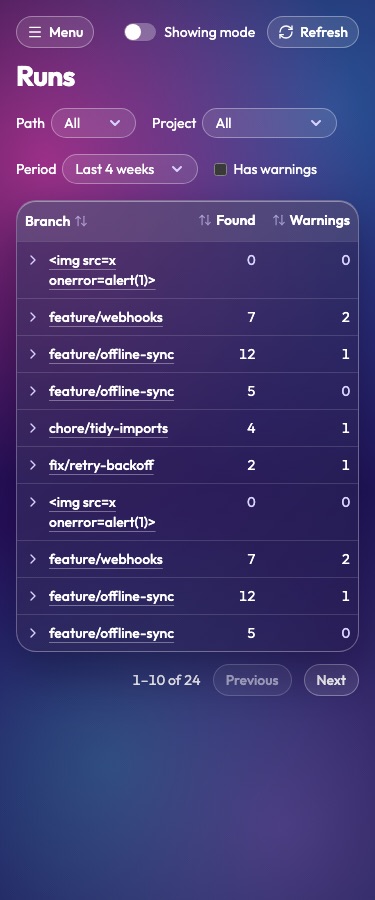 Menu Showing mode Refresh
Runs
Path All Project All
Period Last 4 weeks Has warnings
Branch Found Warnings
<img src=x 0 0
onerror=alert(1)>
feature/webhooks 7 2
feature/offline-sync 12 1
feature/offline-sync 5 0
chore/tidy-imports 4 1
fix/retry-backoff 2 1
<img src=x 0 0
onerror=alert(1)>
feature/webhooks 7 2
feature/offline-sync 12 1
feature/offline-sync 5 0
1–10 of 24 Previous Next